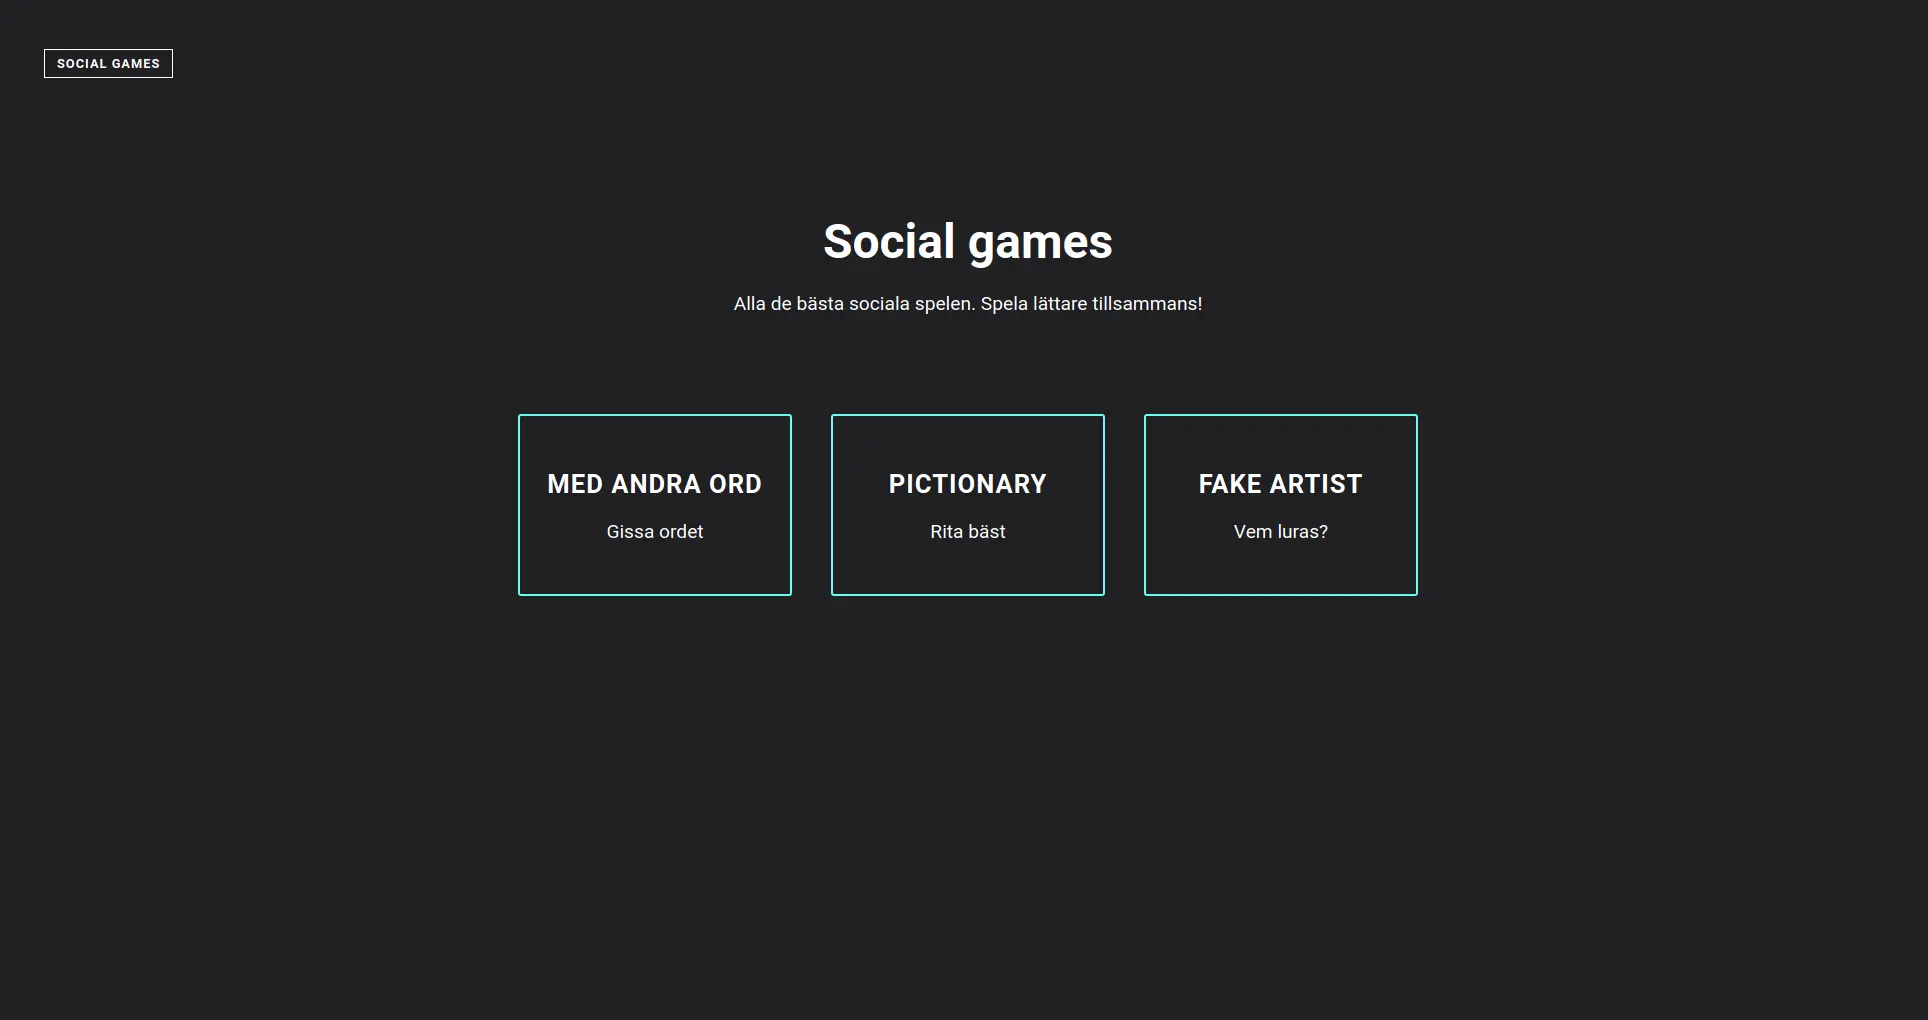 SOCIAL GAMES
Social games
Alla de bästa sociala spelen. Spela lättare tillsammans!
MED ANDRA ORD
Gissa ordet
PICTIONARY
Rita bäst
FAKE ARTIST
Vem luras?